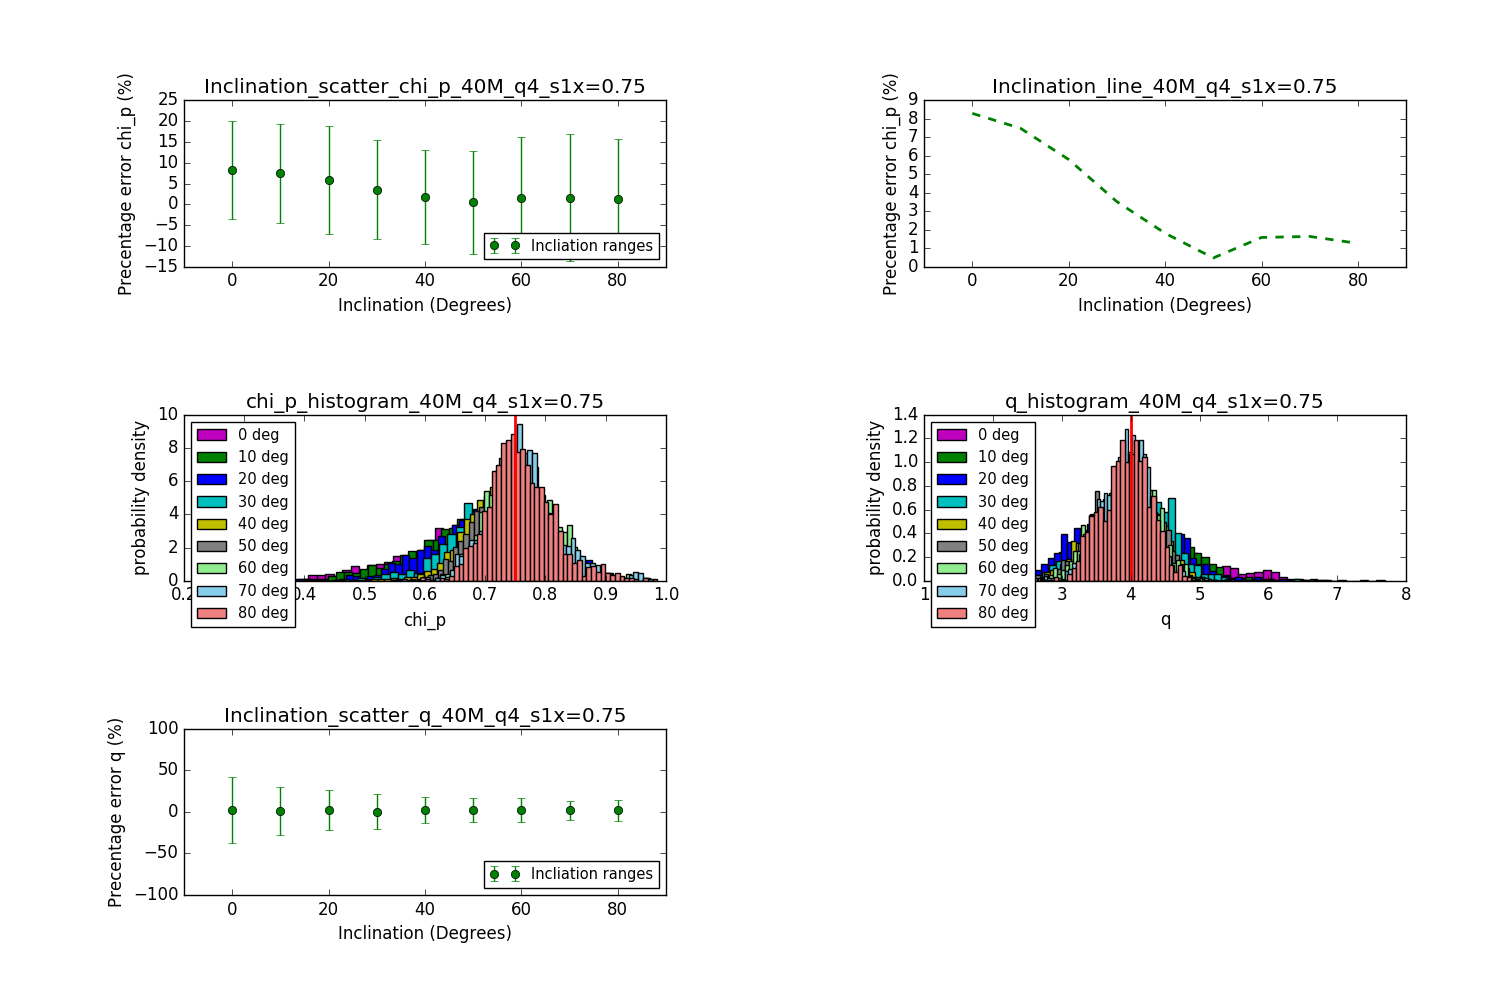 Inclination_scatter_chi_p_40M_q4_s1x=0.75
Precentage error chi_p (%)
25
20
15
10
5
0
−5
−10
−15
Incliation ranges
0 20 40 60 80
Inclination (Degrees)
Inclination_line_40M_q4_s1x=0.75
Precentage error chi_p (%)
9
8
7
6
5
4
3
2
1
0
0 20 40 60 80
Inclination (Degrees)
chi_p_histogram_40M_q4_s1x=0.75
probability density
10
8
6
4
2
0
0 deg
10 deg
20 deg
30 deg
40 deg
50 deg
60 deg
70 deg
80 deg
0.2 0.4 0.5 0.6 0.7 0.8 0.9 1.0
chi_p
q_histogram_40M_q4_s1x=0.75
probability density
1.4
1.2
1.0
0.8
0.6
0.4
0.2
0.0
0 deg
10 deg
20 deg
30 deg
40 deg
50 deg
60 deg
70 deg
80 deg
1 3 4 5 6 7 8
q
Inclination_scatter_q_40M_q4_s1x=0.75
Precentage error q (%)
100
50
0
−50
−100
Incliation ranges
0 20 40 60 80
Inclination (Degrees)